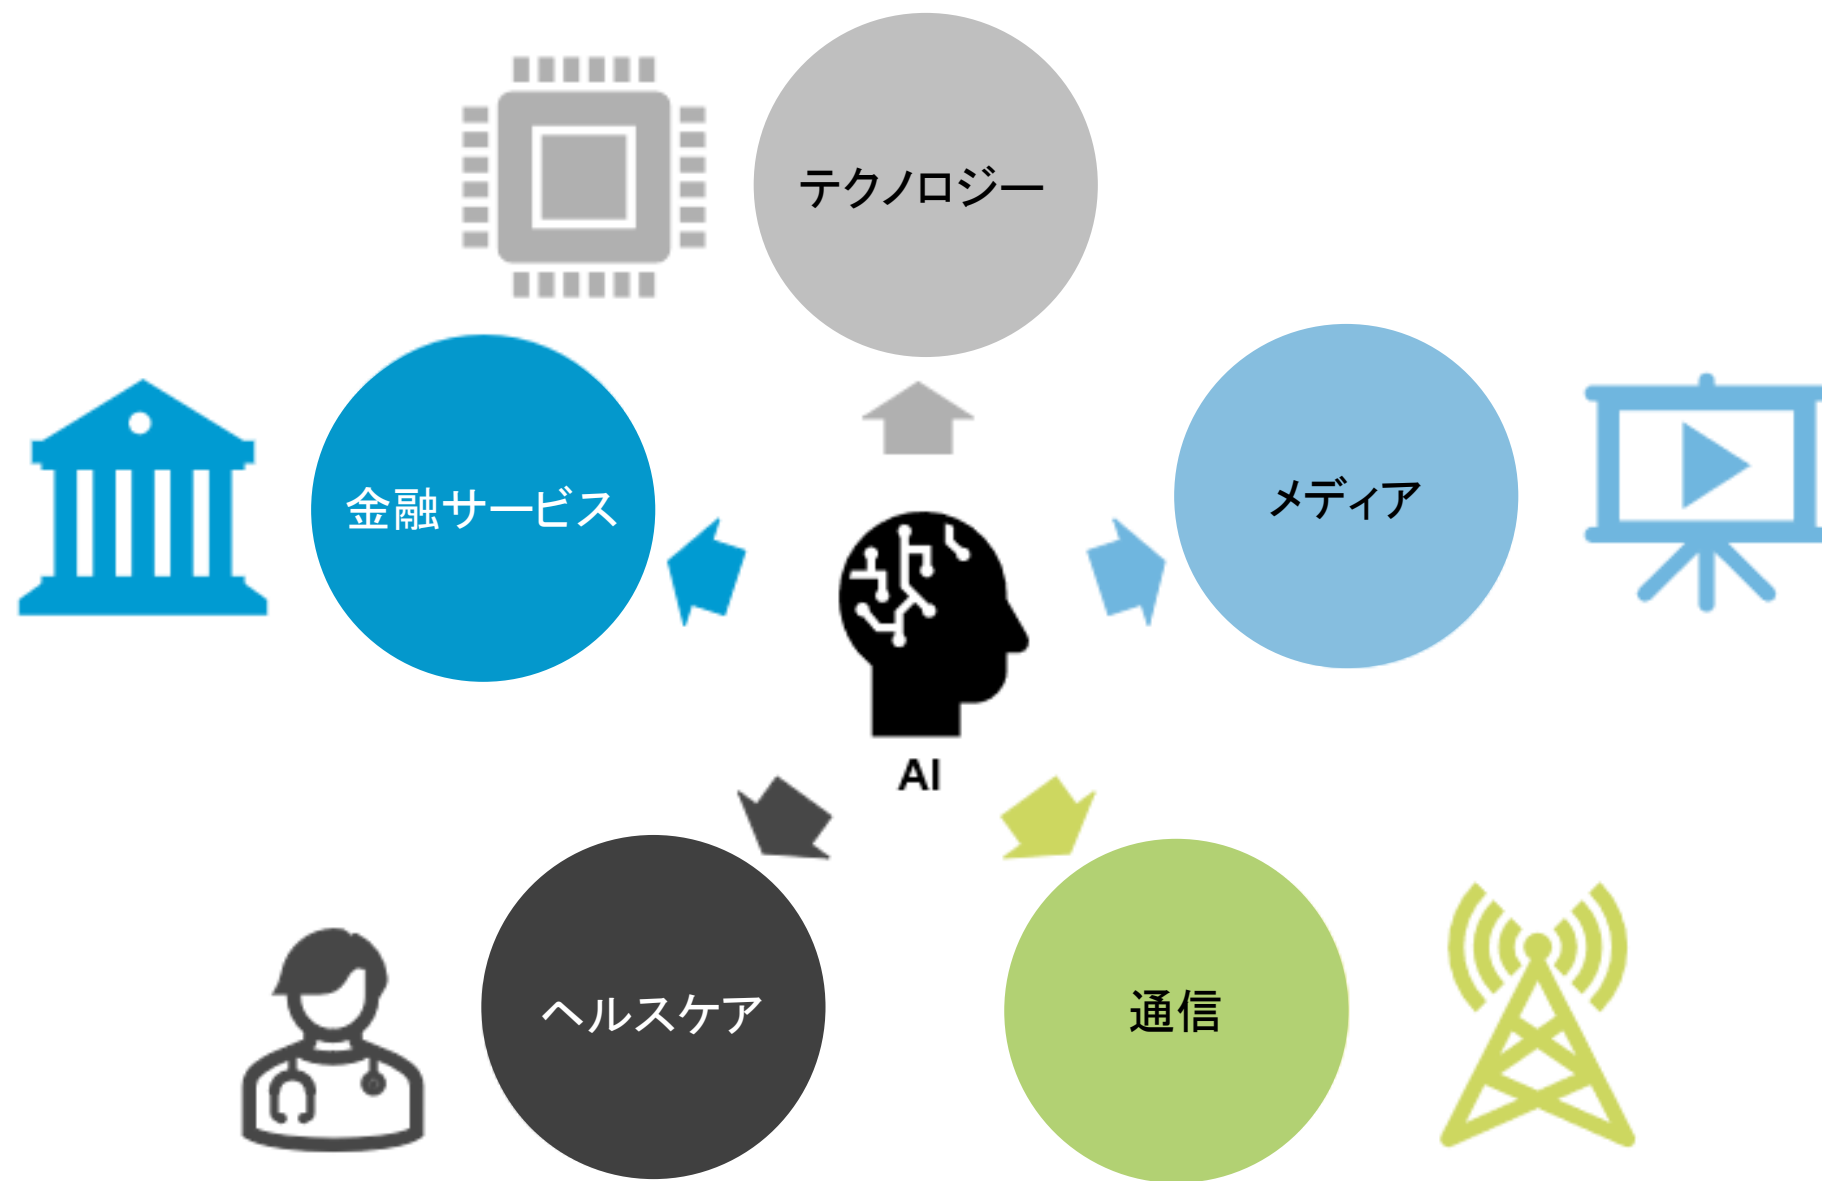 テクノロジー
金融サービス
メディア
AI
ヘルスケア
通信